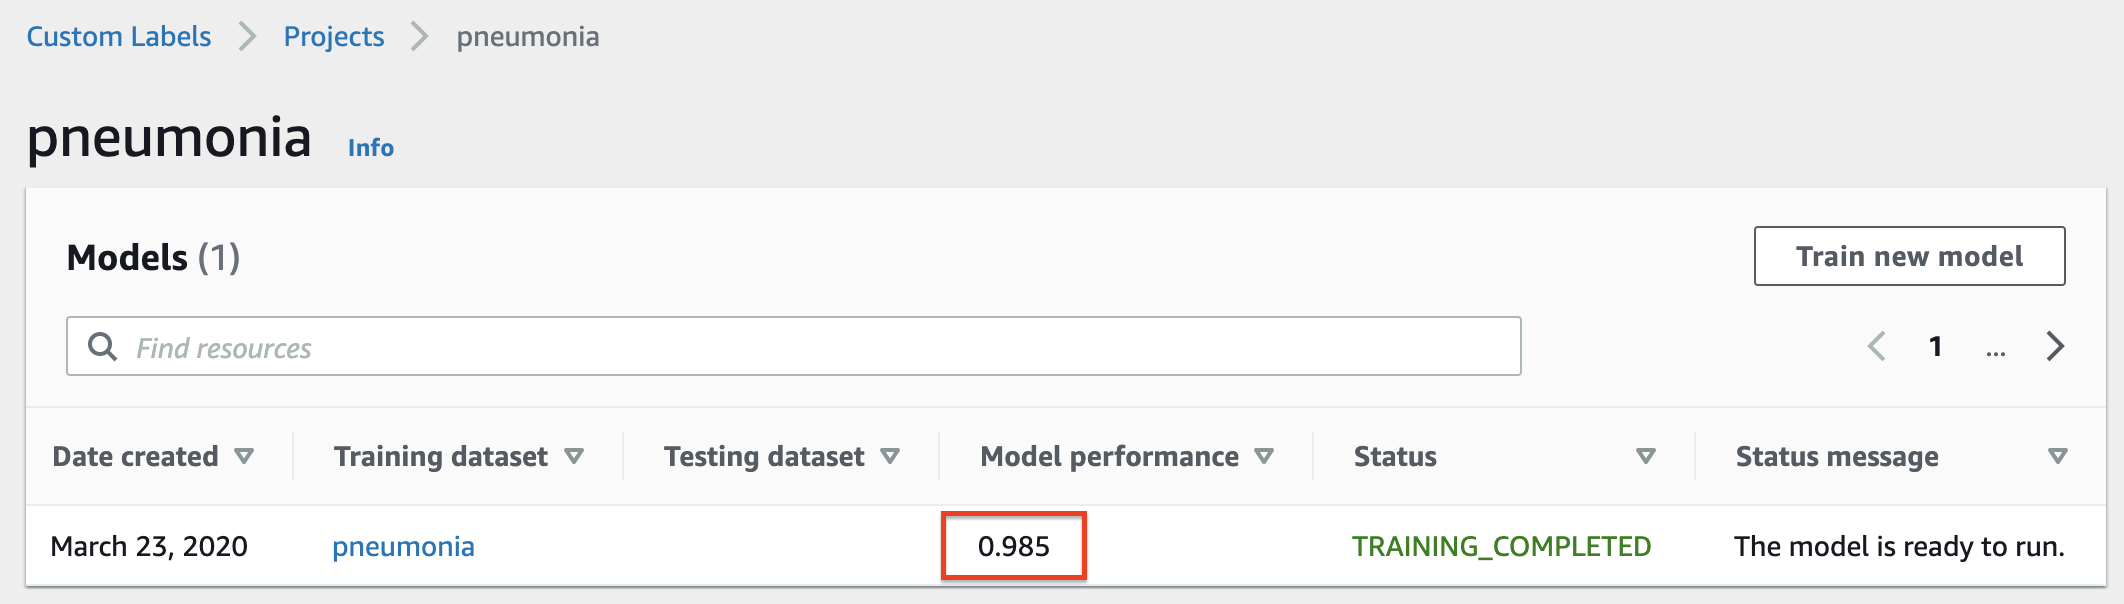 Custom Labels > Projects > pneumonia
pneumonia Info
Models (1)
Train new model
Find resources
1 ...
Date created Training dataset Testing dataset Model performance Status Status message
March 23, 2020 pneumonia 0.985 TRAINING_COMPLETED The model is ready to run.